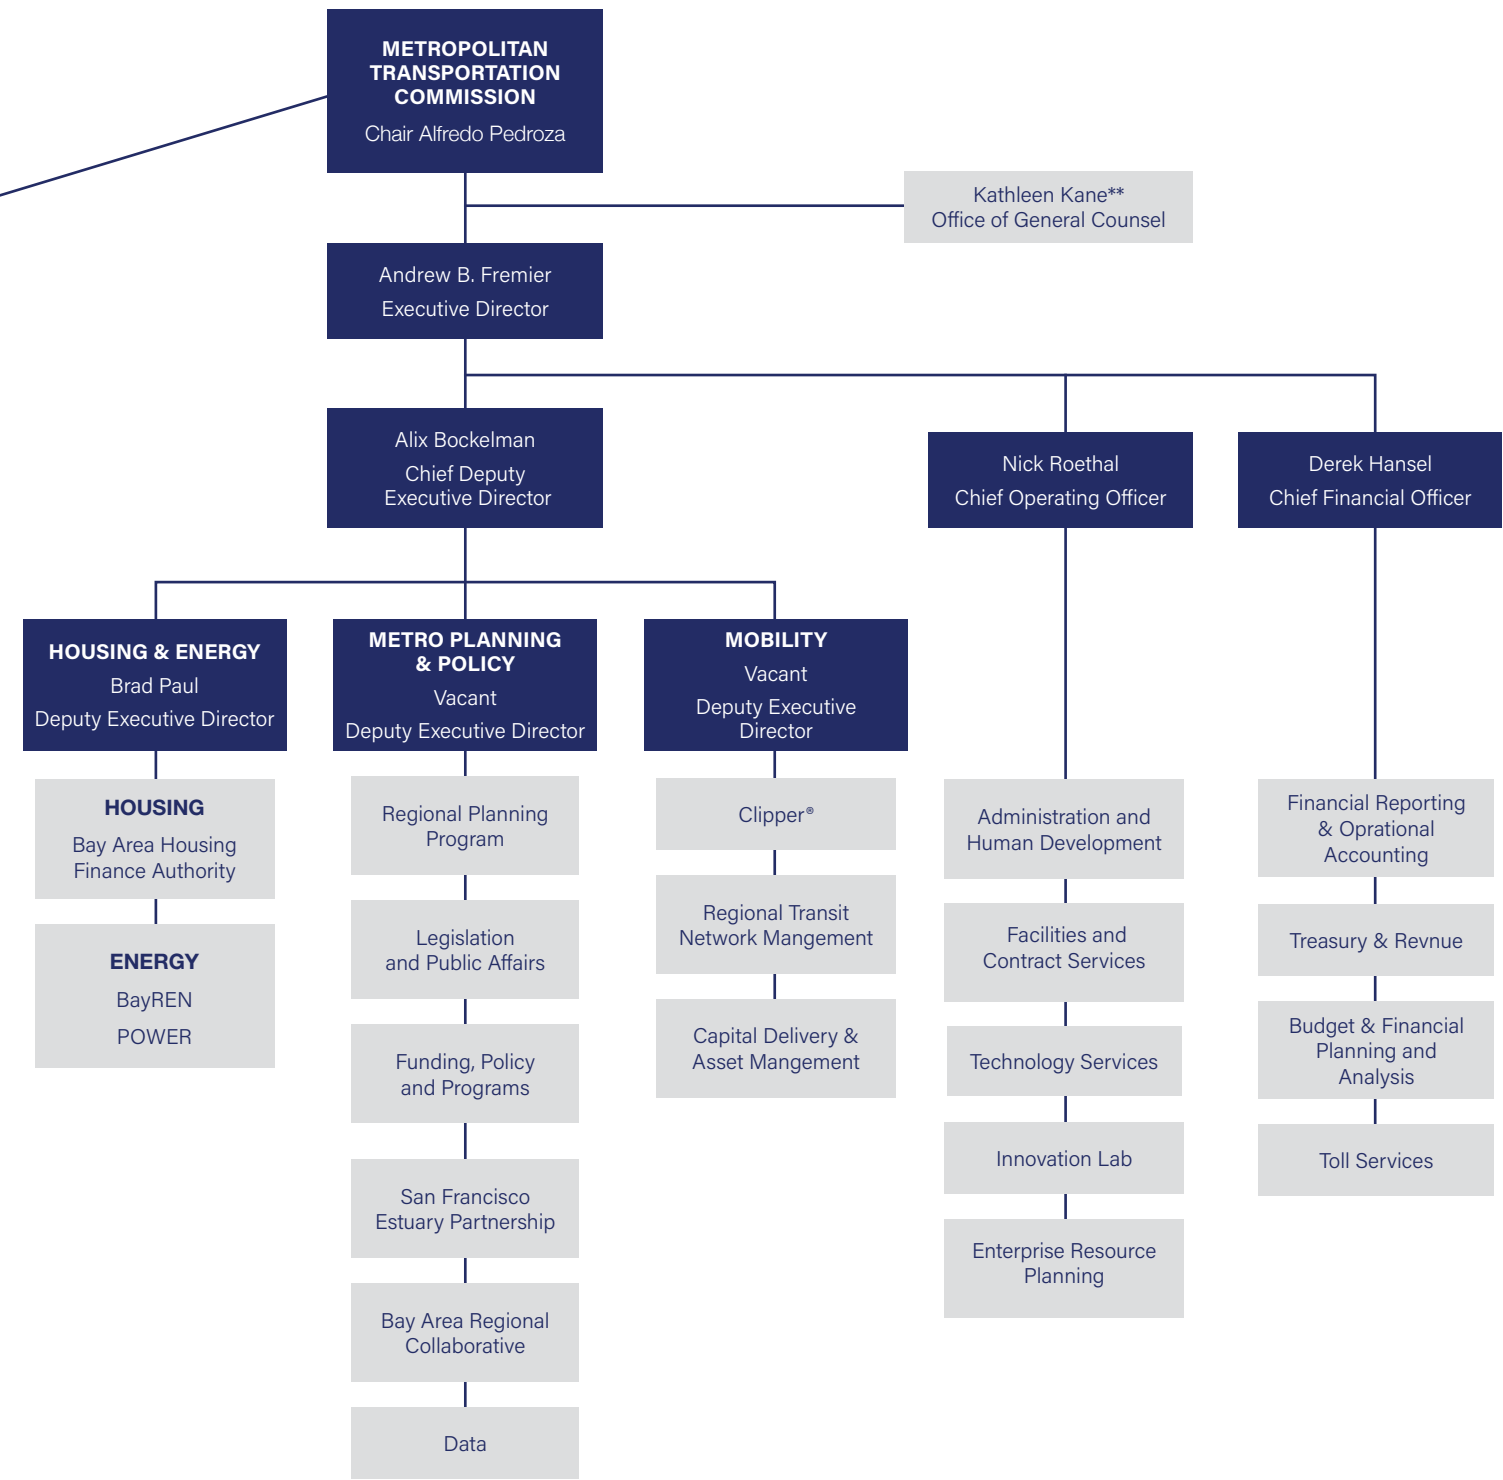 METROPOLITAN
TRANSPORTATION
COMMISSION
Chair Alfredo Pedroza
Kathleen Kane**
Office of General Counsel
Andrew B. Fremier
Executive Director
Alix Bockelman
Chief Deputy
Executive Director
Nick Roethal
Chief Operating Officer
Derek Hansel
Chief Financial Officer
HOUSING & ENERGY
Brad Paul
Deputy Executive Director
METRO PLANNING
& POLICY
Vacant
Deputy Executive Director
MOBILITY
Vacant
Deputy Executive
Director
HOUSING
Bay Area Housing
Finance Authority
ENERGY
BayREN
POWER
Regional Planning
Program
Legislation
and Public Affairs
Funding, Policy
and Programs
San Francisco
Estuary Partnership
Bay Area Regional
Collaborative
Data
Clipper®
Regional Transit
Network Mangement
Capital Delivery &
Asset Mangement
Administration and
Human Development
Facilities and
Contract Services
Technology Services
Innovation Lab
Enterprise Resource
Planning
Financial Reporting
& Oprational
Accounting
Treasury & Revnue
Budget & Financial
Planning and
Analysis
Toll Services